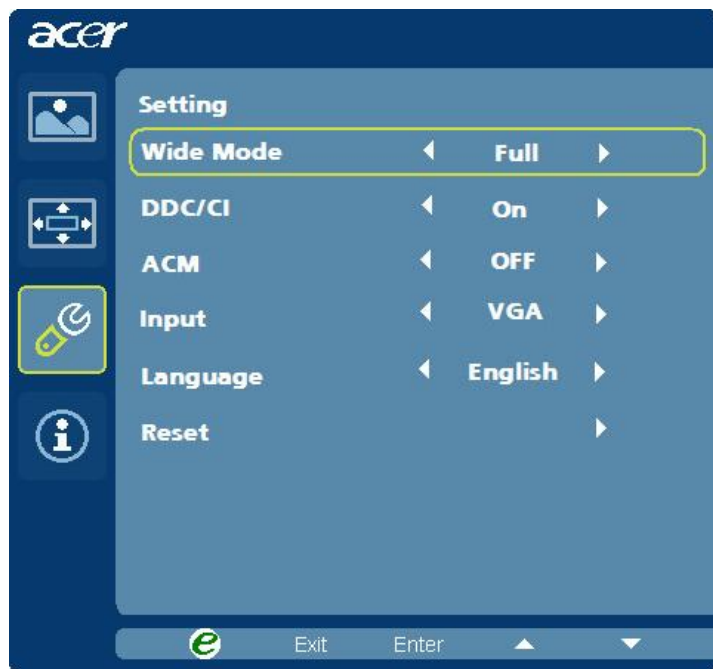 acer
Setting
Wide Mode Full
DDC/CI On
ACM OFF
Input VGA
Language English
Reset
e Exit Enter